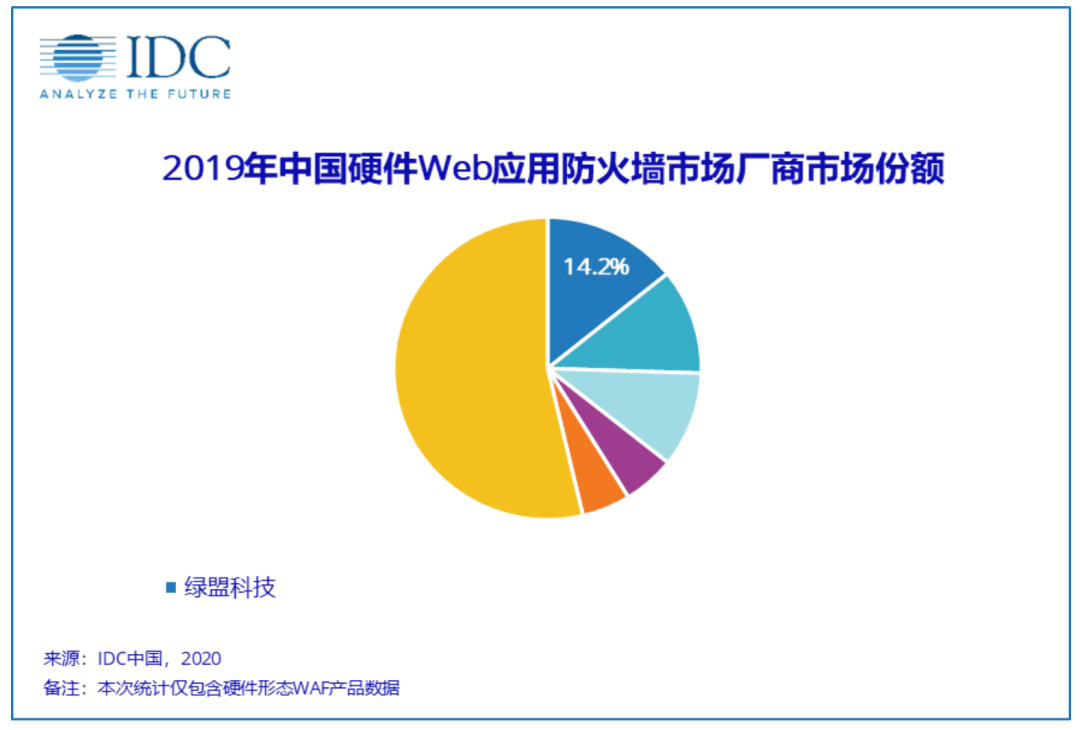 IDC
ANALYZE THE FUTURE
2019年中国硬件Web应用防火墙市场厂商市场份额
14.2%
绿盟科技
来源：IDC中国，2020
备注：本次统计仅包含硬件形态WAF产品数据